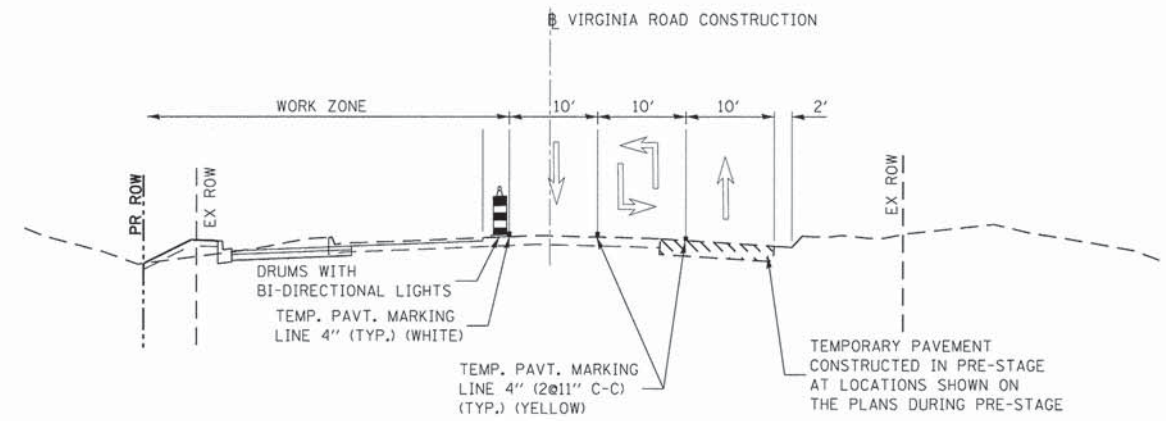 ℄ VIRGINIA ROAD CONSTRUCTION
WORK ZONE
10'
10'
10'
2'
PR ROW
EX ROW
EX ROW
DRUMS WITH
BI-DIRECTIONAL LIGHTS
TEMP. PAVT. MARKING
LINE 4" (TYP.) (WHITE)
TEMP. PAVT. MARKING
LINE 4" (2@11" C-C)
(TYP.) (YELLOW)
TEMPORARY PAVEMENT
CONSTRUCTED IN PRE-STAGE
AT LOCATIONS SHOWN ON
THE PLANS DURING PRE-STAGE